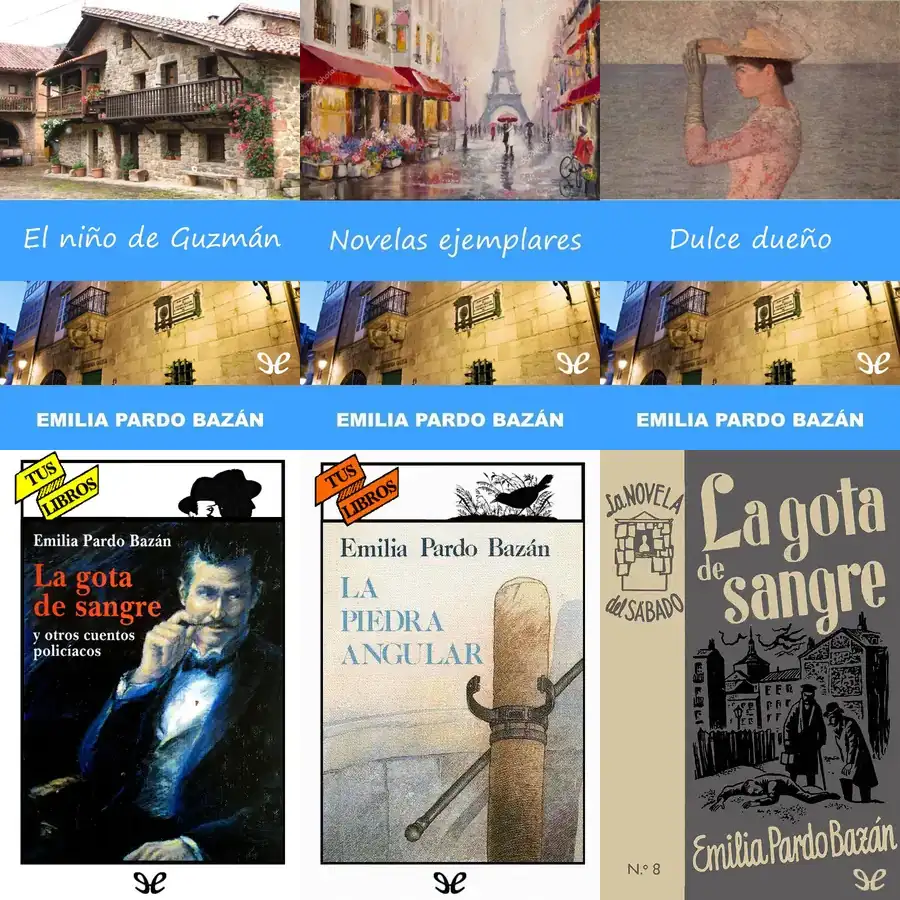 El niño de Guzmán
EMILIA PARDO BAZÁN
Novelas ejemplares
EMILIA PARDO BAZÁN
Dulce dueño
EMILIA PARDO BAZÁN
TUS
LIBROS
Emilia Pardo Bazán
La gota
de sangre
y otros cuentos
policíacos
TUS
LIBROS
Emilia Pardo Bazán
LA
PIEDRA
ANGULAR
La NOVELA
del SÁBADO
N.º 8
La gota
de
sangre
Emilia Pardo Bazán